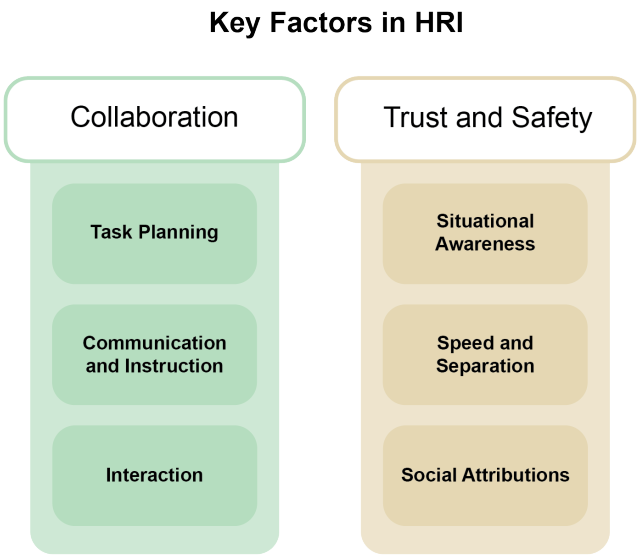 Key Factors in HRI
Collaboration
Task Planning
Communication
and Instruction
Interaction
Trust and Safety
Situational
Awareness
Speed and
Separation
Social Attributions